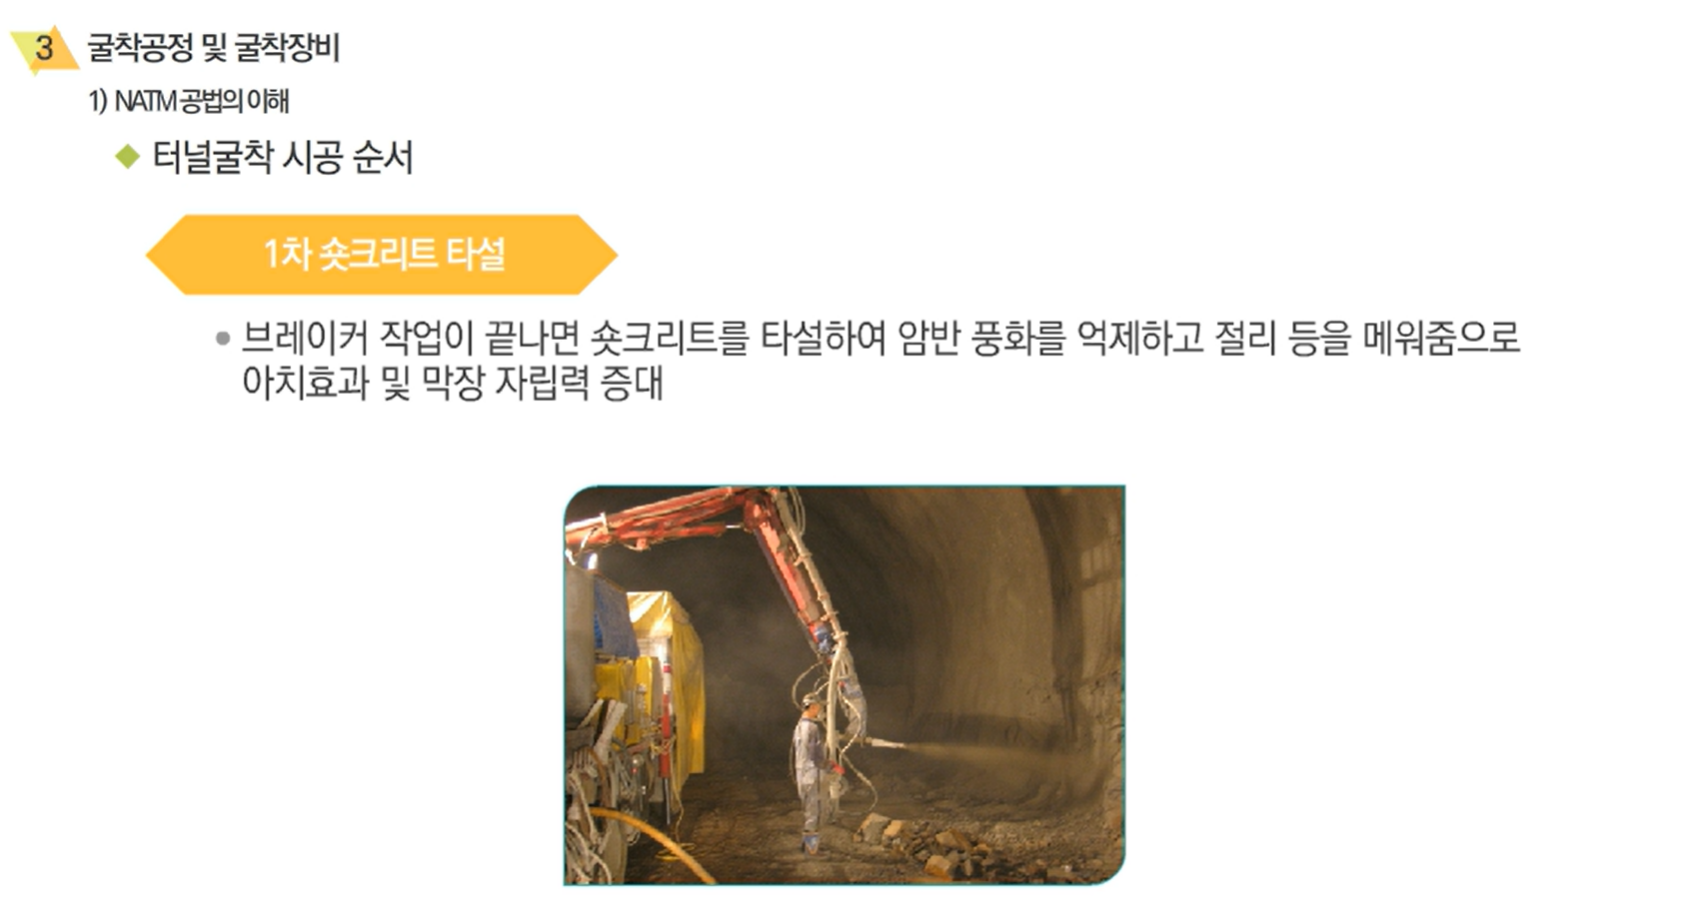 3 굴착공정 및 굴착장비
1) NATM 공법의 이해
터널굴착 시공 순서
1차 숏크리트 타설
브레이커 작업이 끝나면 숏크리트를 타설하여 암반 풍화를 억제하고 절리 등을 메워줌으로
아치효과 및 막장 자립력 증대